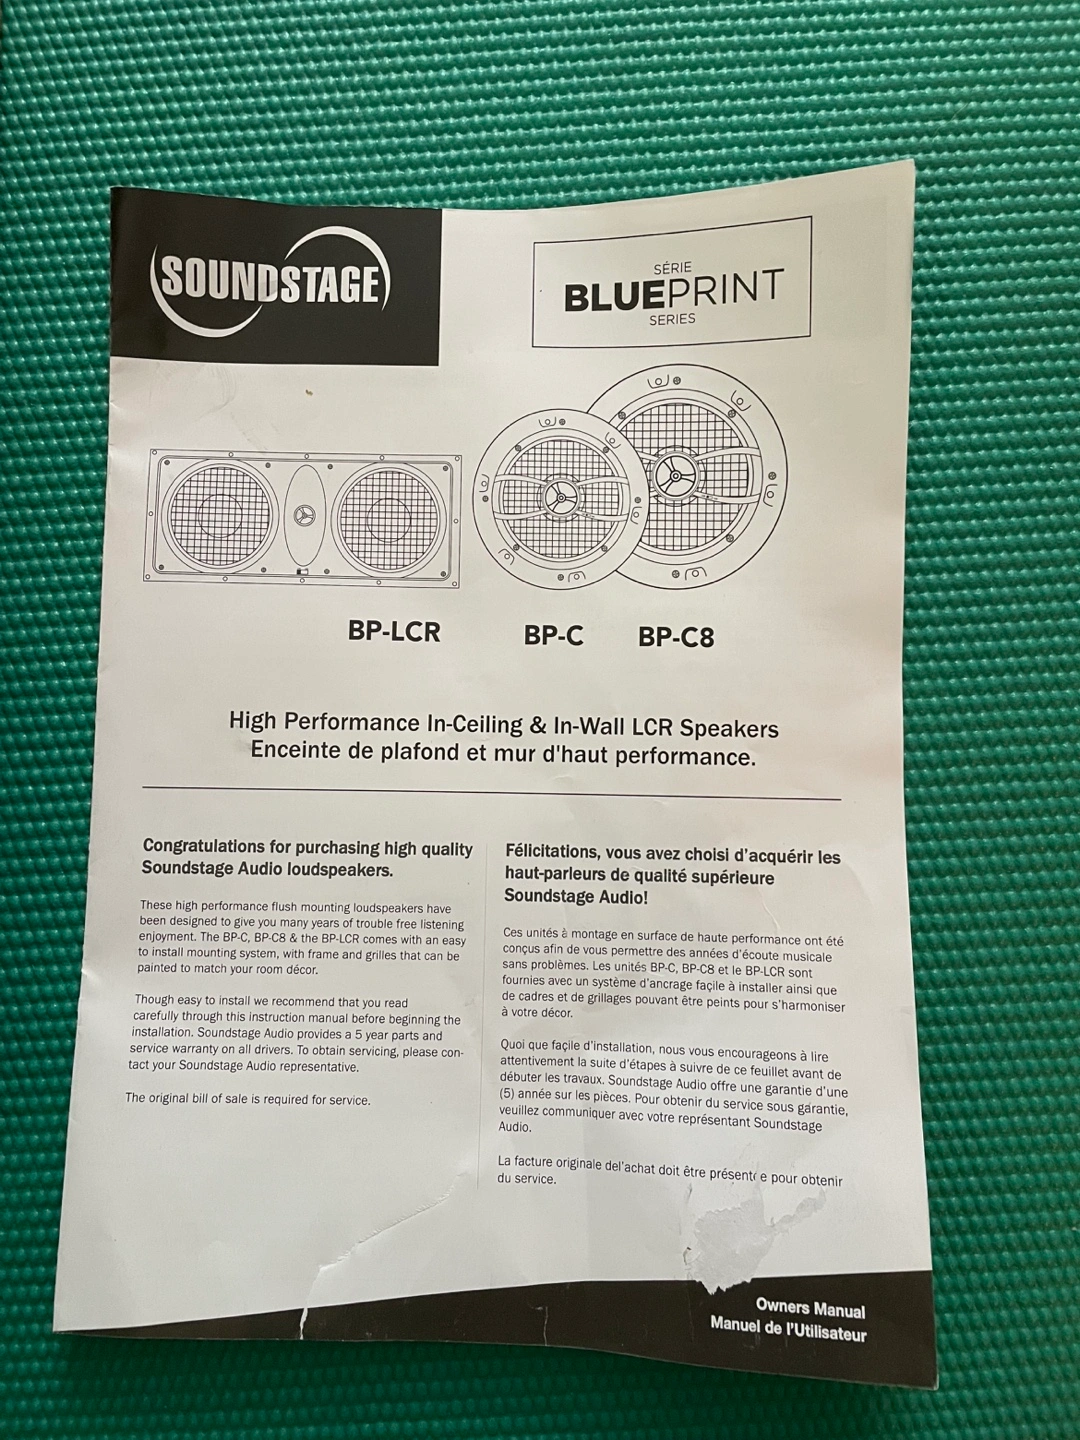 SOUNDSTAGE
SÉRIE
BLUEPRINT
SERIES
BP-LCR
BP-C
BP-C8
High Performance In-Ceiling & In-Wall LCR Speakers
Enceinte de plafond et mur d'haut performance.
Congratulations for purchasing high quality
Soundstage Audio loudspeakers.
These high performance flush mounting loudspeakers have
been designed to give you many years of trouble free listening
enjoyment. The BP-C, BP-C8 & the BP-LCR comes with an easy
to install mounting system, with frame and grilles that can be
painted to match your room décor.
Though easy to install we recommend that you read
carefully through this instruction manual before beginning the
installation. Soundstage Audio provides a 5 year parts and
service warranty on all drivers. To obtain servicing, please con-
tact your Soundstage Audio representative.
The original bill of sale is required for service.
Félicitations, vous avez choisi d'acquérir les
haut-parleurs de qualité supérieure
Soundstage Audio!
Ces unités à montage en surface de haute performance ont été
conçus afin de vous permettre des années d'écoute musicale
sans problèmes. Les unités BP-C, BP-C8 et le BP-LCR sont
fournies avec un système d'ancrage façile à installer ainsi que
de cadres et de grillages pouvant être peints pour s'harmoniser
à votre décor.
Quoi que façile d'installation, nous vous encourageons à lire
attentivement la suite d'étapes à suivre de ce feuillet avant de
débuter les travaux. Soundstage Audio offre une garantie d'une
(5) année sur les pièces. Pour obtenir du service sous garantie,
veuillez communiquer avec votre représentant Soundstage
Audio.
La facture originale del'achat doit être présent e pour obtenir
du service.
Owners Manual
Manuel de l'Utilisateur